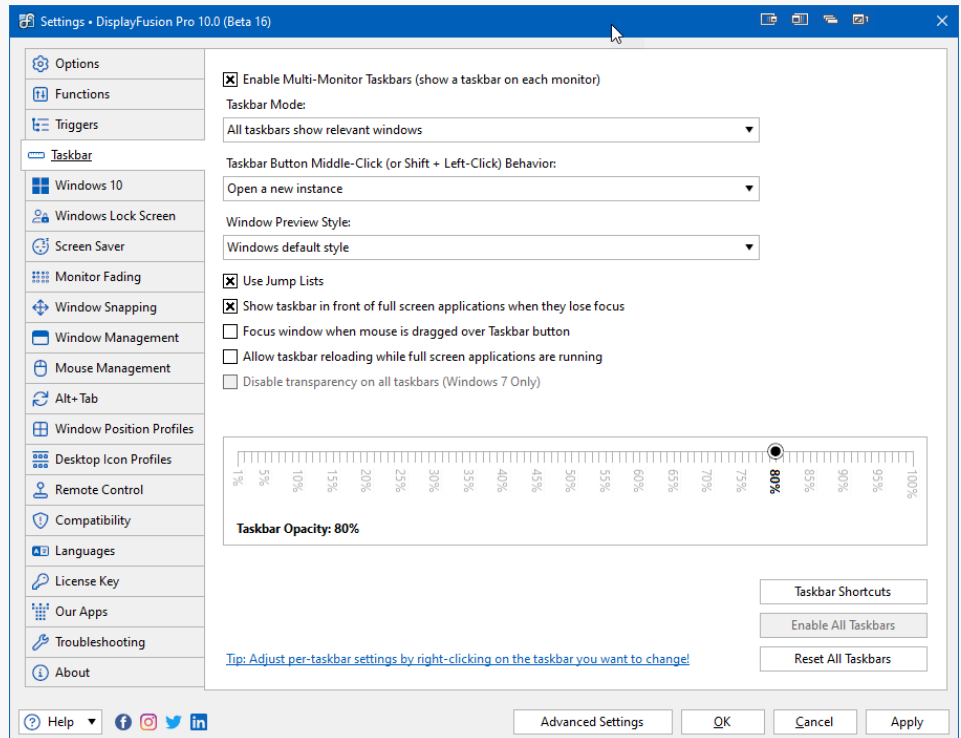 Settings • DisplayFusion Pro 10.0 (Beta 16)
Options
Functions
Triggers
Taskbar
Windows 10
Windows Lock Screen
Screen Saver
Monitor Fading
Window Snapping
Window Management
Mouse Management
Alt+Tab
Window Position Profiles
Desktop Icon Profiles
Remote Control
Compatibility
Languages
License Key
Our Apps
Troubleshooting
About
Enable Multi-Monitor Taskbars (show a taskbar on each monitor)
Taskbar Mode:
All taskbars show relevant windows
Taskbar Button Middle-Click (or Shift + Left-Click) Behavior:
Open a new instance
Window Preview Style:
Windows default style
Use Jump Lists
Show taskbar in front of full screen applications when they lose focus
Focus window when mouse is dragged over Taskbar button
Allow taskbar reloading while full screen applications are running
Disable transparency on all taskbars (Windows 7 Only)
1% 5% 10% 15% 20% 25% 30% 35% 40% 45% 50% 55% 60% 65% 70% 75% 80% 85% 90% 95% 100%
Taskbar Opacity: 80%
Taskbar Shortcuts
Enable All Taskbars
Tip: Adjust per-taskbar settings by right-clicking on the taskbar you want to change!
Reset All Taskbars
Help
Advanced Settings
OK
Cancel
Apply